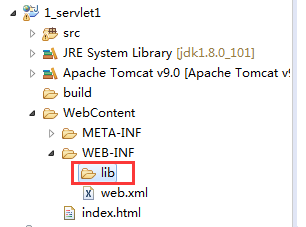 1_servlet1
src
JRE System Library [jdk1.8.0_101]
Apache Tomcat v9.0 [Apache Tomcat v
build
WebContent
META-INF
WEB-INF
lib
web.xml
index.html